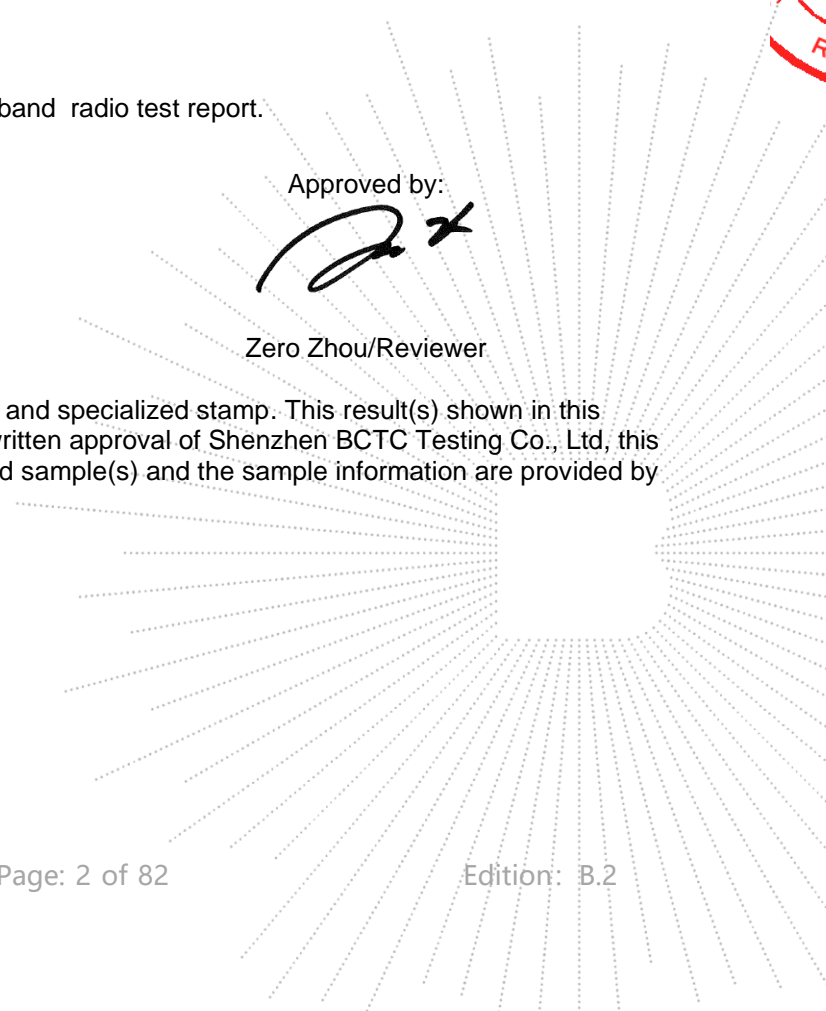 band radio test report.
Approved by:
Zero Zhou/Reviewer
and specialized stamp. This result(s) shown in this
written approval of Shenzhen BCTC Testing Co., Ltd, this
d sample(s) and the sample information are provided by
Page: 2 of 82 Edition: B.2